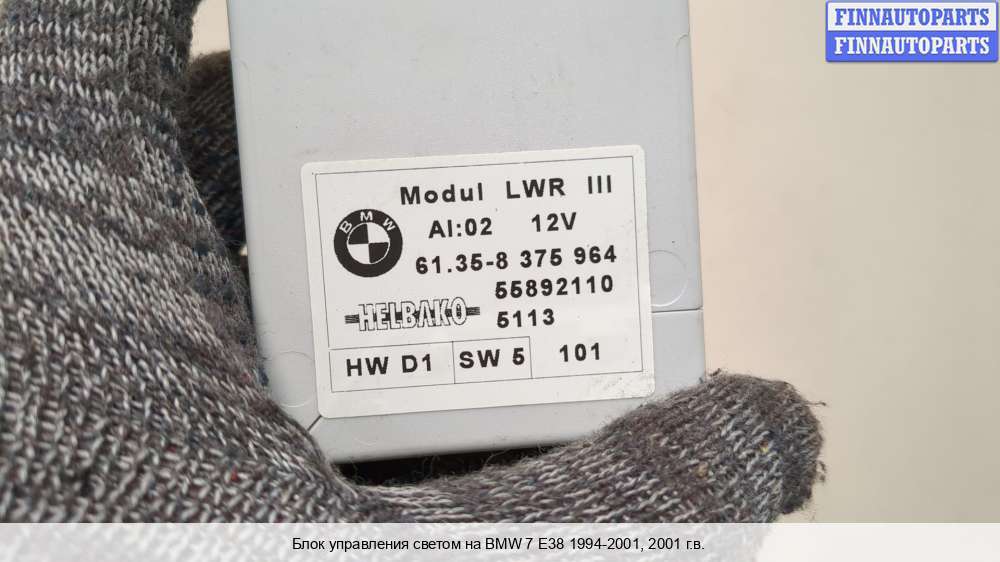 FINNAUTOPARTS
FINNAUTOPARTS
Modul LWR III
BMW
AI:02 12V
61.35-8 375 964
55892110
HELBAKO
5113
HW D1 SW 5 101
Блок управления светом на BMW 7 E38 1994-2001, 2001 г.в.